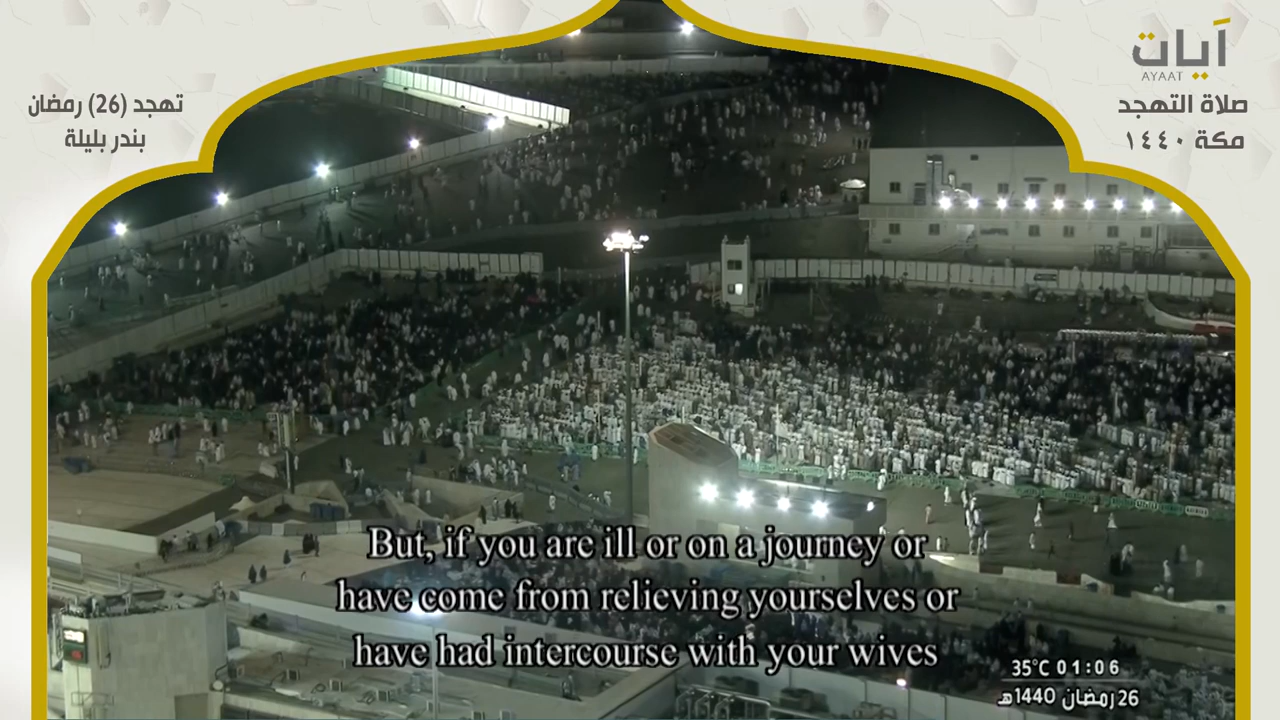 آيات
AYAAT
صلاة التهجد
مكة ١٤٤٠
تهجد (26) رمضان
بندر بليلة
But, if you are ill or on a journey or
have come from relieving yourselves or
have had intercourse with your wives
35°C 01:06
26 رمضان 1440هـ